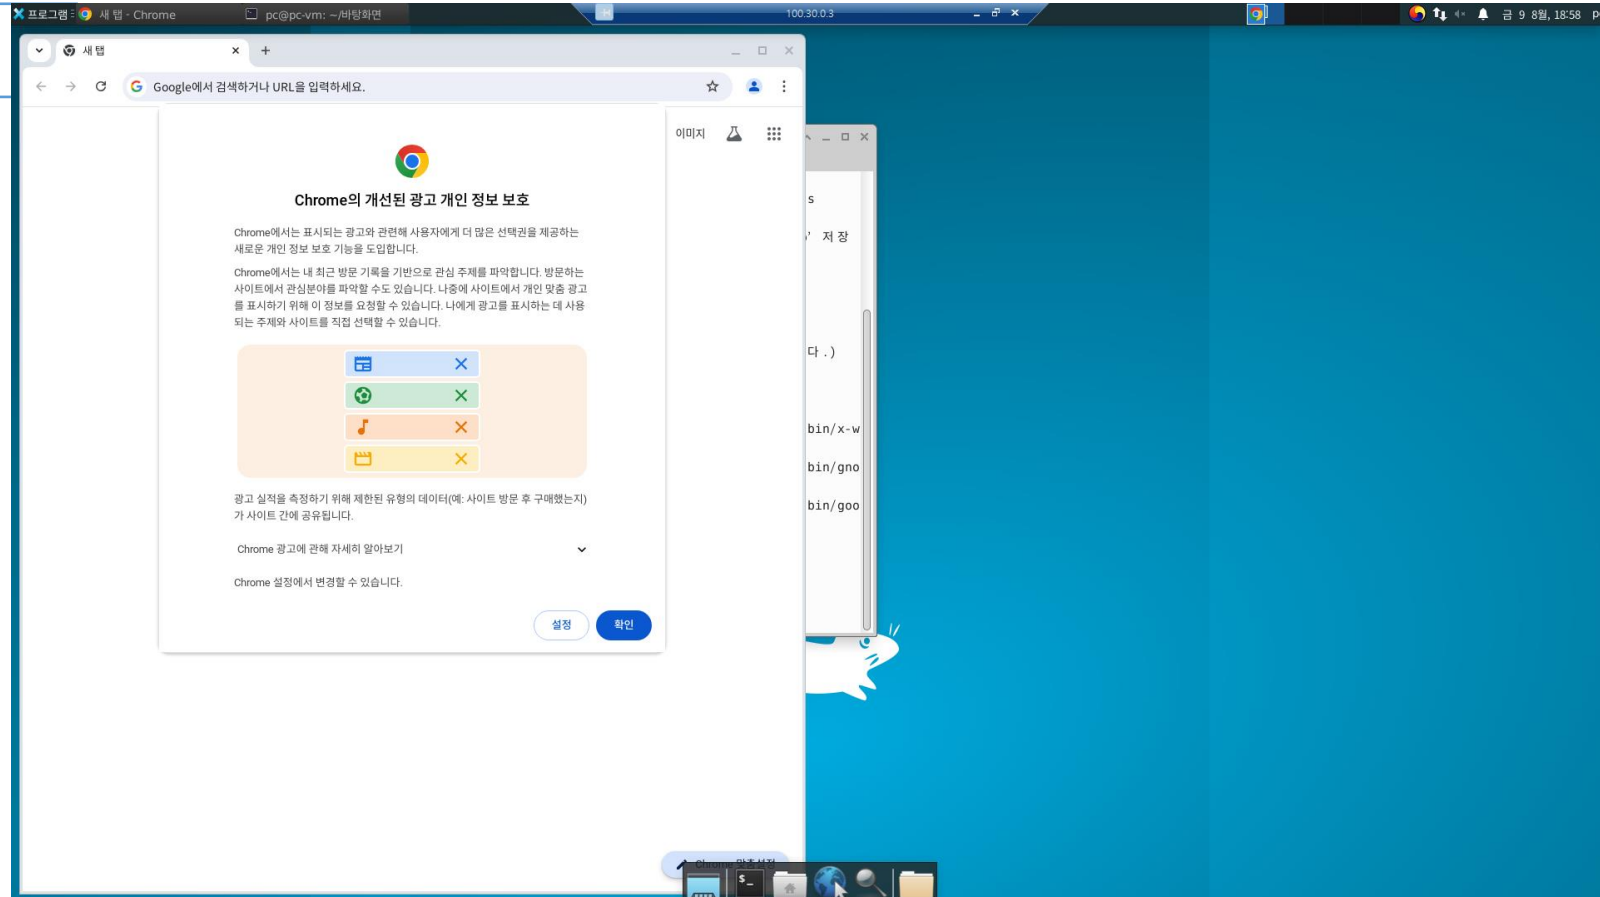 프로그램
새 탭 - Chrome
pc@pc-vm: ~/바탕화면
100.30.0.3
금 9 8월, 18:58
새 탭
Google에서 검색하거나 URL을 입력하세요.
이미지
Chrome의 개선된 광고 개인 정보 보호
Chrome에서는 표시되는 광고와 관련해 사용자에게 더 많은 선택권을 제공하는
새로운 개인 정보 보호 기능을 도입합니다.
Chrome에서는 내 최근 방문 기록을 기반으로 관심 주제를 파악합니다. 방문하는
사이트에서 관심분야를 파악할 수도 있습니다. 나중에 사이트에서 개인 맞춤 광고
를 표시하기 위해 이 정보를 요청할 수 있습니다. 나에게 광고를 표시하는 데 사용
되는 주제와 사이트를 직접 선택할 수 있습니다.
광고 실적을 측정하기 위해 제한된 유형의 데이터(예: 사이트 방문 후 구매했는지)
가 사이트 간에 공유됩니다.
Chrome 광고에 관해 자세히 알아보기
Chrome 설정에서 변경할 수 있습니다.
설정
확인
s
’ 저장
다.)
bin/x-w
bin/gno
bin/goo
Chrome 맞춤설정
$_